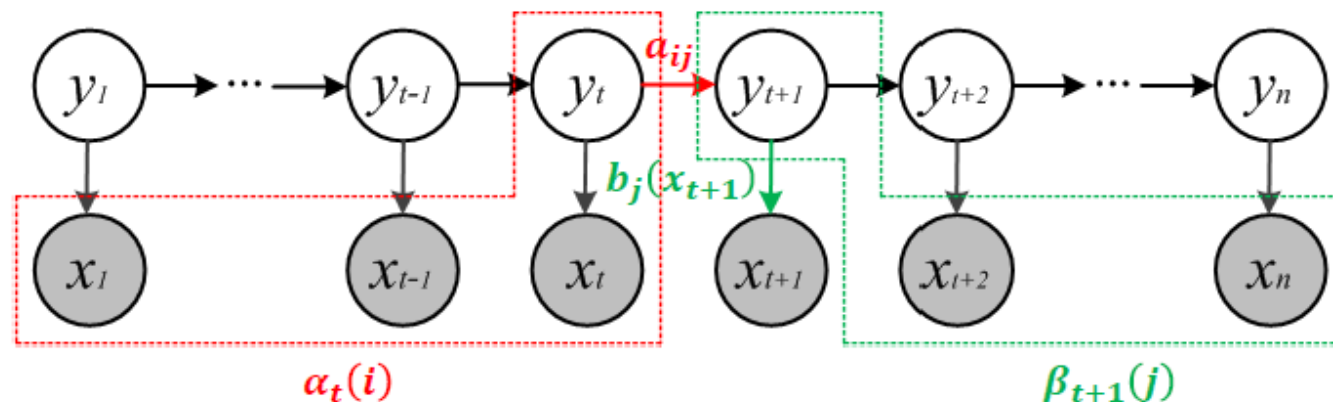 y₁ ⋯ yₜ₋₁ yₜ aᵢⱼ yₜ₊₁ yₜ₊₂ ⋯ yₙ
bⱼ(xₜ₊₁)
x₁ xₜ₋₁ xₜ xₜ₊₁ xₜ₊₂ xₙ
αₜ(i) βₜ₊₁(j)